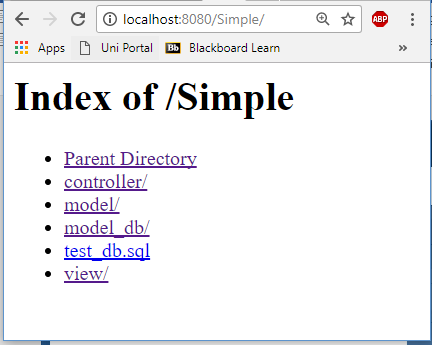 localhost:8080/Simple/
ABP
Apps Uni Portal Bb Blackboard Learn »
Index of /Simple
Parent Directory
controller/
model/
model_db/
test_db.sql
view/